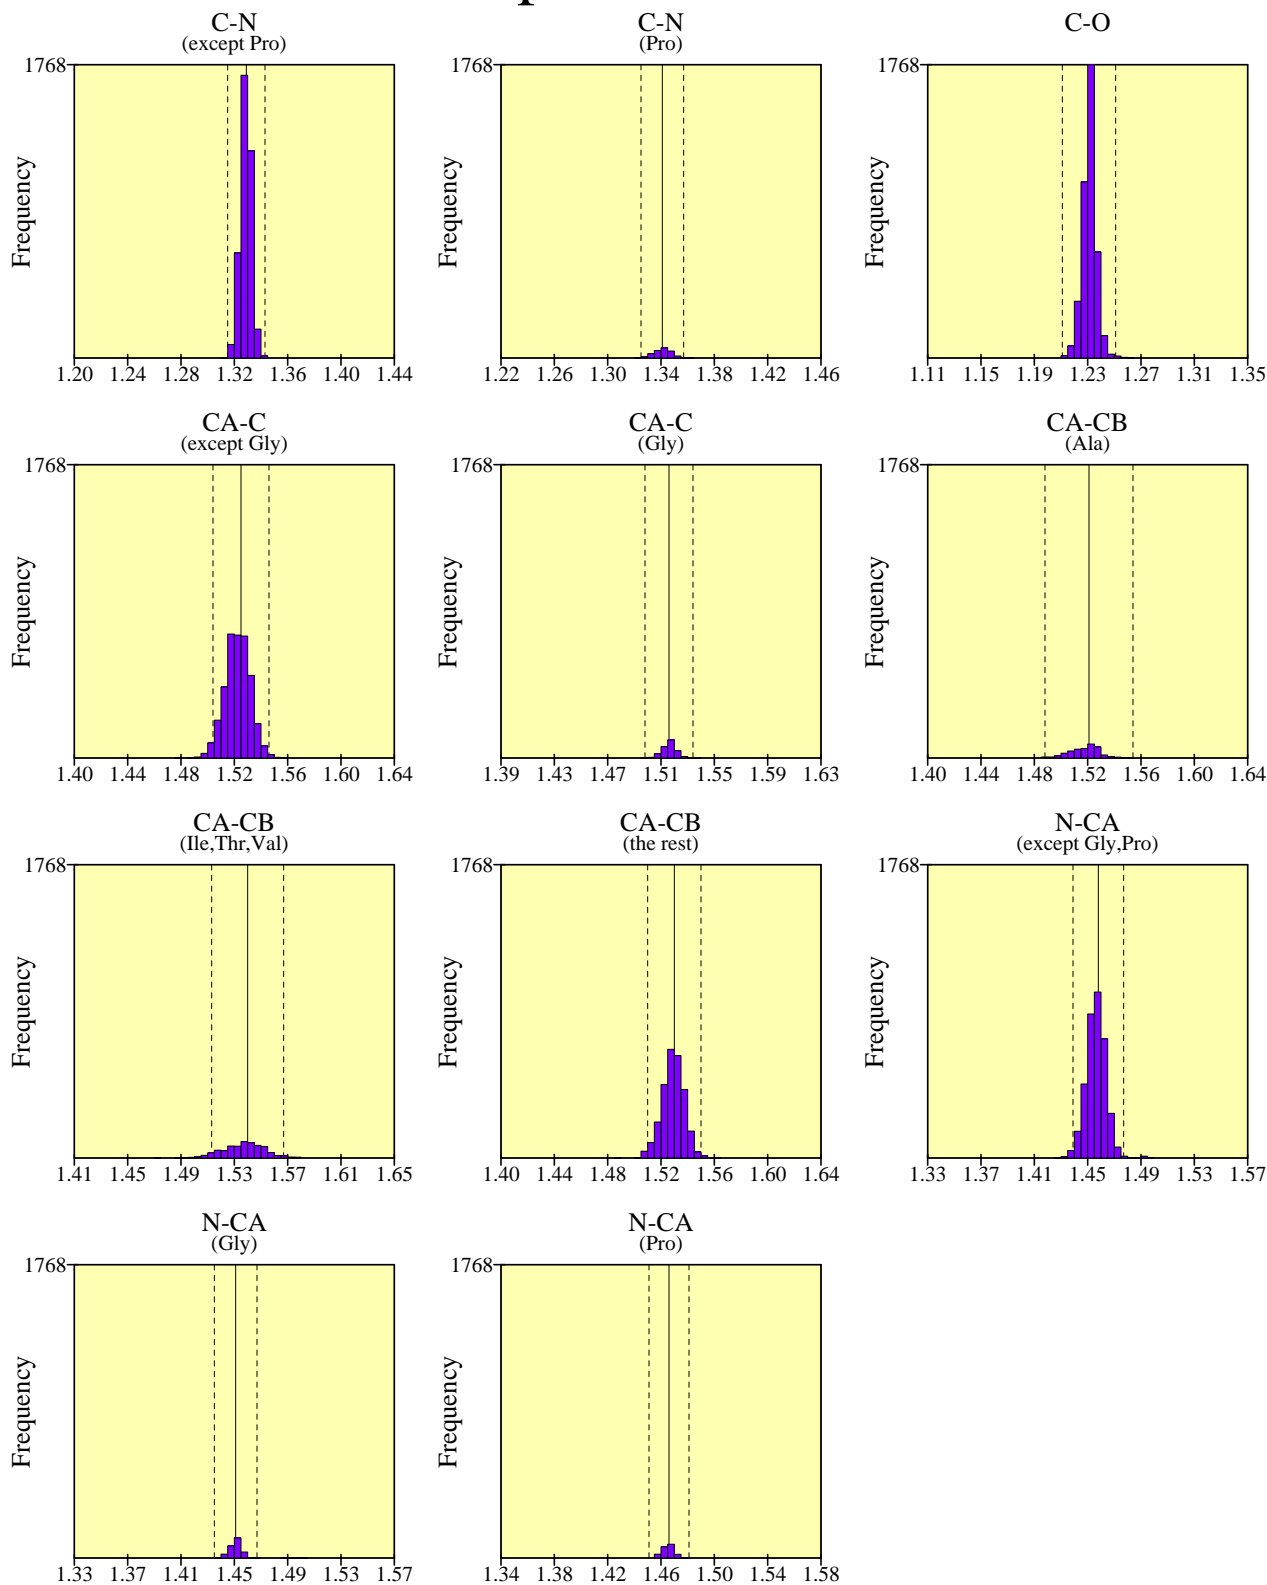 C-N
(except Pro)
C-N
(Pro)
C-O
1768
1768
1768
Frequency
Frequency
Frequency
1.20 1.24 1.28 1.32 1.36 1.40 1.44
1.22 1.26 1.30 1.34 1.38 1.42 1.46
1.11 1.15 1.19 1.23 1.27 1.31 1.35
CA-C
(except Gly)
CA-C
(Gly)
CA-CB
(Ala)
1768
1768
1768
Frequency
Frequency
Frequency
1.40 1.44 1.48 1.52 1.56 1.60 1.64
1.39 1.43 1.47 1.51 1.55 1.59 1.63
1.40 1.44 1.48 1.52 1.56 1.60 1.64
CA-CB
(Ile,Thr,Val)
CA-CB
(the rest)
N-CA
(except Gly,Pro)
1768
1768
1768
Frequency
Frequency
Frequency
1.41 1.45 1.49 1.53 1.57 1.61 1.65
1.40 1.44 1.48 1.52 1.56 1.60 1.64
1.33 1.37 1.41 1.45 1.49 1.53 1.57
N-CA
(Gly)
N-CA
(Pro)
1768
1768
Frequency
Frequency
1.33 1.37 1.41 1.45 1.49 1.53 1.57
1.34 1.38 1.42 1.46 1.50 1.54 1.58